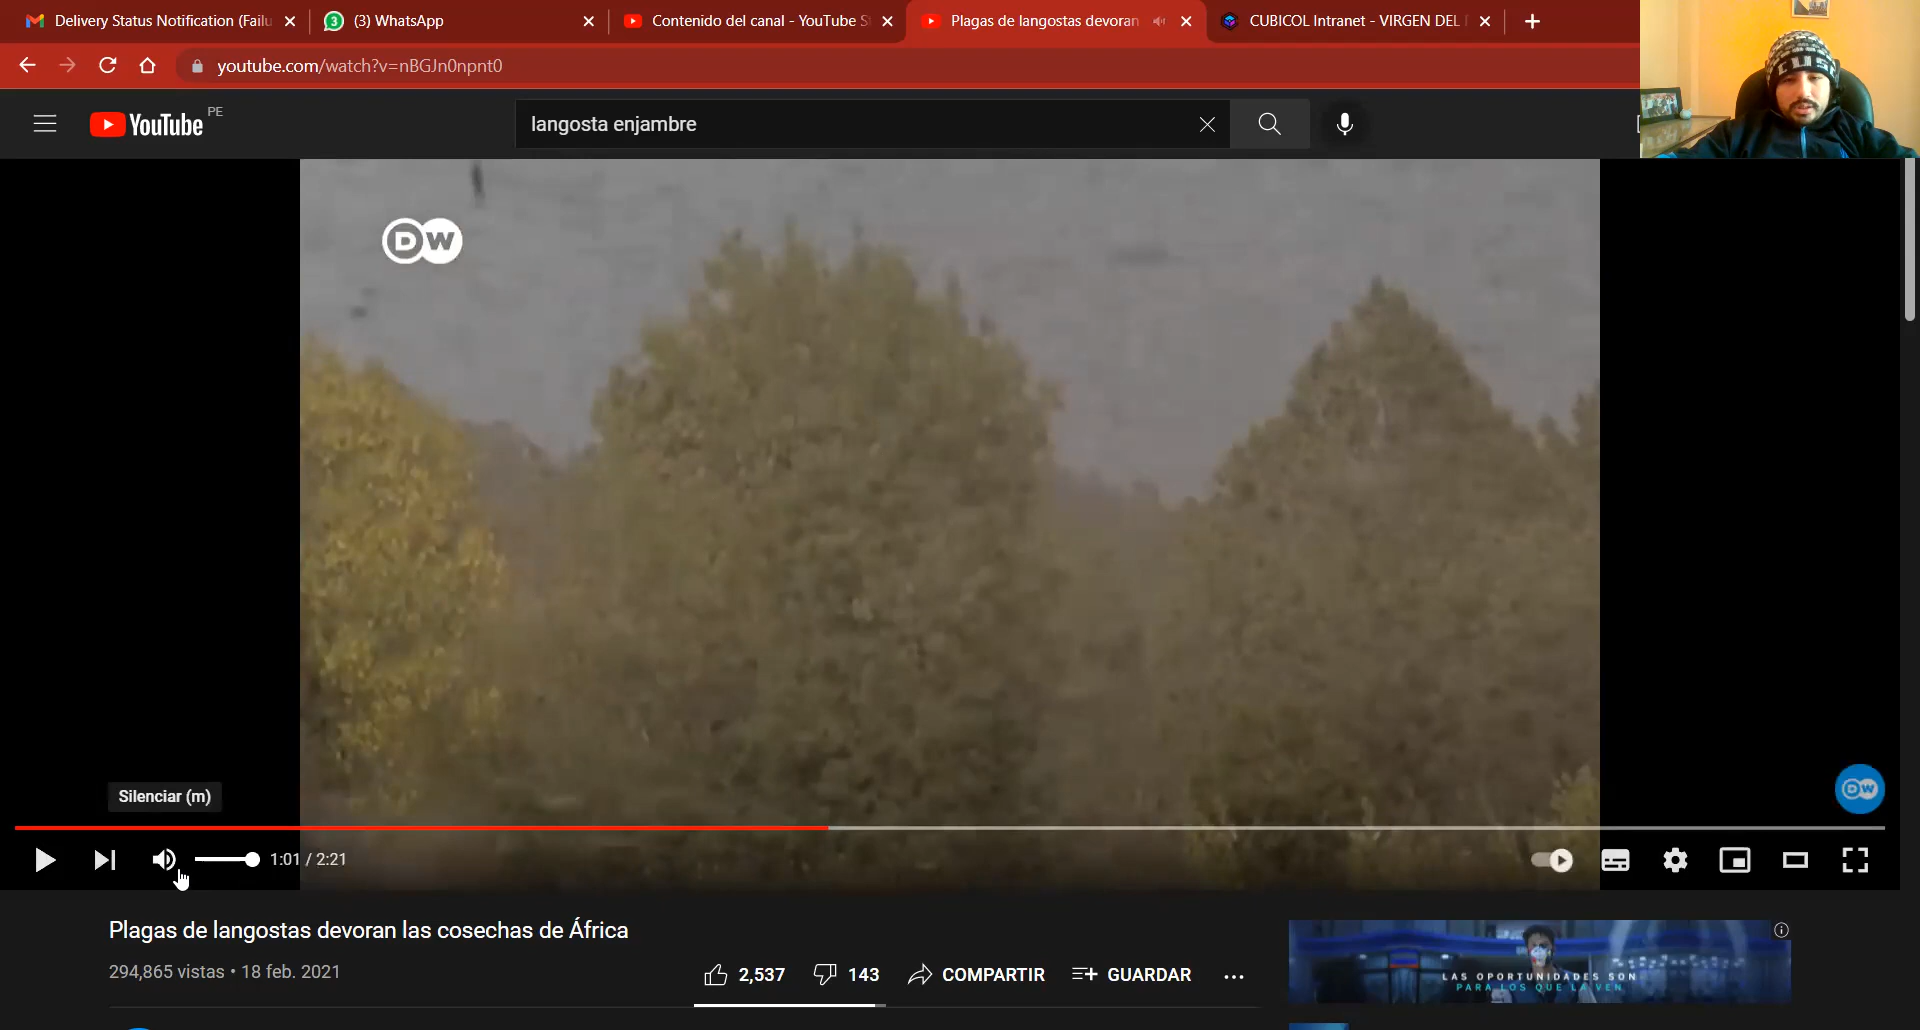 Delivery Status Notification (Failu
3
(3) WhatsApp
Contenido del canal - YouTube S
Plagas de langostas devoran
CUBICOL Intranet - VIRGEN DEL
youtube.com/watch?v=nBGJn0npnt0
YouTube PE
langosta enjambre
DW
DW
Silenciar (m)
1:01 / 2:21
Plagas de langostas devoran las cosechas de África
294,865 vistas • 18 feb. 2021
2,537
143
COMPARTIR
GUARDAR
LAS OPORTUNIDADES SON
PARA LOS QUE LA VEN